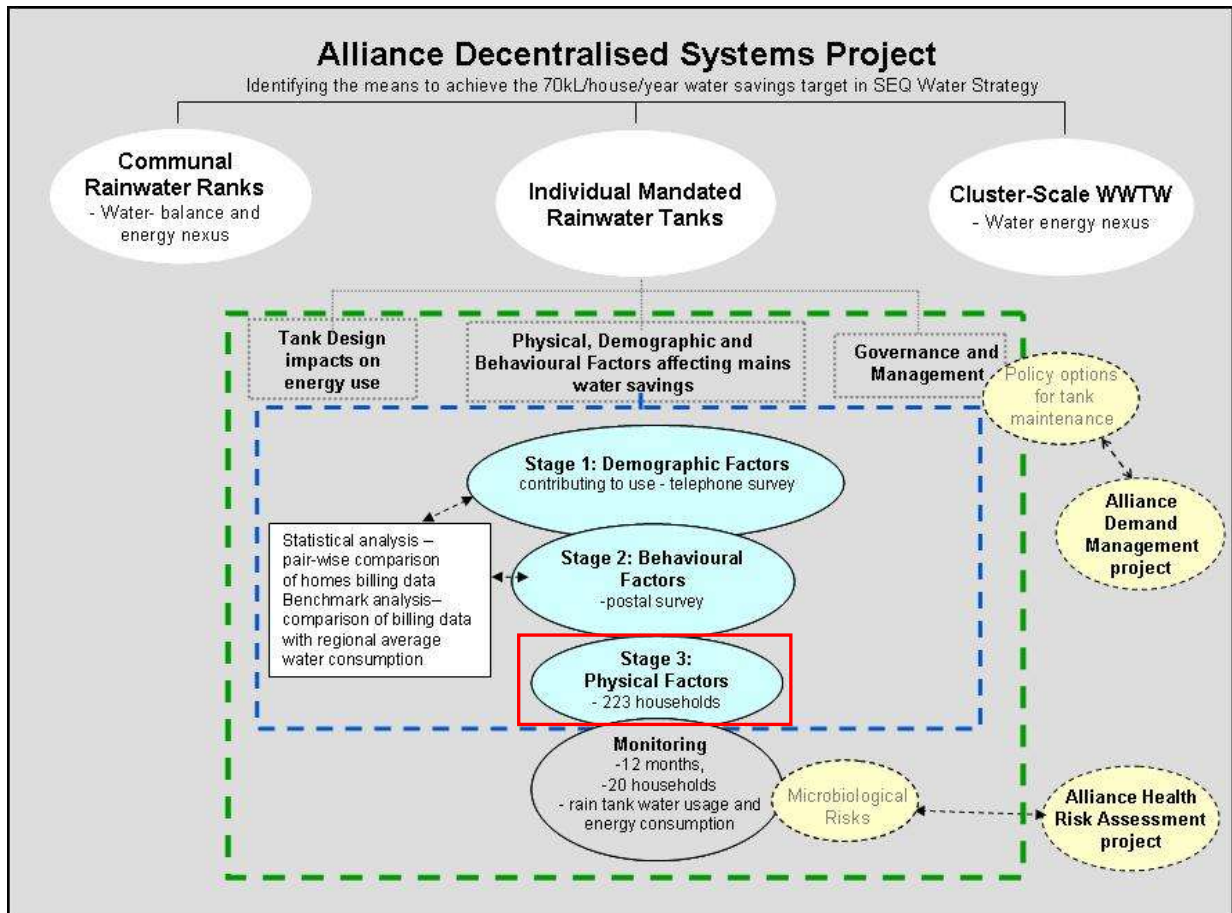 Alliance Decentralised Systems Project
Identifying the means to achieve the 70kL/house/year water savings target in SEQ Water Strategy
Communal
Rainwater Ranks
- Water- balance and
energy nexus
Individual Mandated
Rainwater Tanks
Cluster-Scale WWTW
- Water energy nexus
Tank Design
impacts on
energy use
Physical, Demographic and
Behavioural Factors affecting mains
water savings
Governance and
Management
Policy options
for tank
maintenance
Stage 1: Demographic Factors
contributing to use - telephone survey
Alliance
Demand
Management
project
Statistical analysis –
pair-wise comparison
of homes billing data
Benchmark analysis–
comparison of billing data
with regional average
water consumption
Stage 2: Behavioural
Factors
-postal survey
Stage 3:
Physical Factors
- 223 households
Monitoring
-12 months,
-20 households
- rain tank water usage and
energy consumption
Microbiological
Risks
Alliance Health
Risk Assessment
project